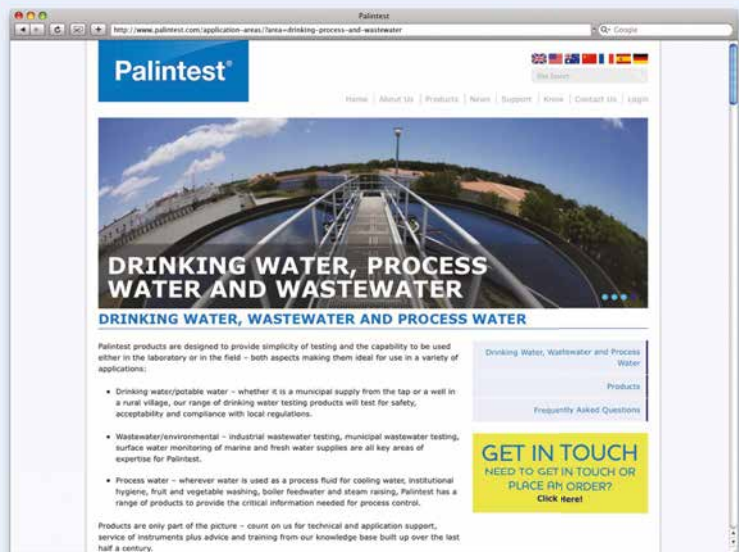 Palintest
http://www.palintest.com/application-areas/?area=drinking-process-and-wastewater
Google
Palintest®
Site Search
Home | About Us | Products | News | Support | Know | Contact Us | Login
DRINKING WATER, PROCESS
WATER AND WASTEWATER
DRINKING WATER, WASTEWATER AND PROCESS WATER
Palintest products are designed to provide simplicity of testing and the capability to be used
either in the laboratory or in the field – both aspects making them ideal for use in a variety of
applications:
• Drinking water/potable water – whether it is a municipal supply from the tap or a well in
a rural village, our range of drinking water testing products will test for safety,
acceptability and compliance with local regulations.
• Wastewater/environmental – industrial wastewater testing, municipal wastewater testing,
surface water monitoring of marine and fresh water supplies are all key areas of
expertise for Palintest.
• Process water – wherever water is used as a process fluid for cooling water, institutional
hygiene, fruit and vegetable washing, boiler feedwater and steam raising, Palintest has a
range of products to provide the critical information needed for process control.
Products are only part of the picture – count on us for technical and application support,
service of instruments plus advice and training from our knowledge base built up over the last
half a century.
Drinking Water, Wastewater and Process
Water
Products
Frequently Asked Questions
GET IN TOUCH
NEED TO GET IN TOUCH OR
PLACE AN ORDER?
Click Here!